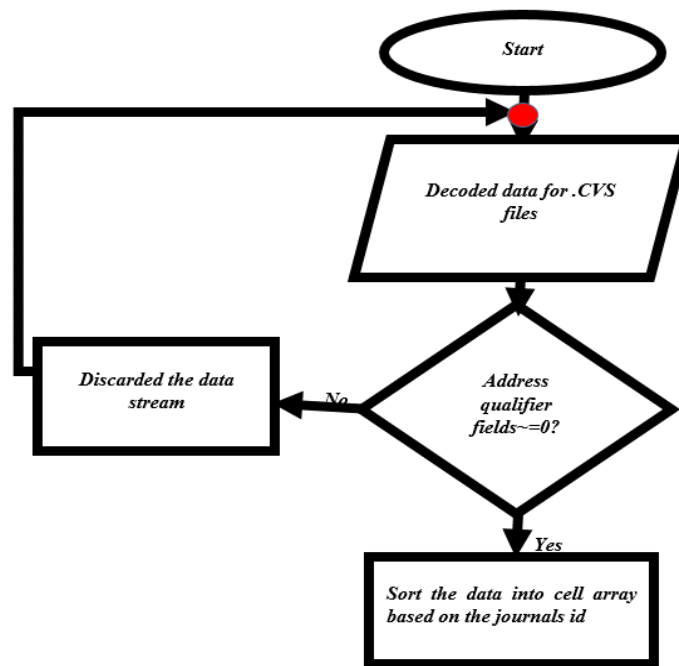 Start
Decoded data for .CVS
files
Discarded the data
stream
No
Address
qualifier
fields~=0?
Yes
Sort the data into cell array
based on the journals id